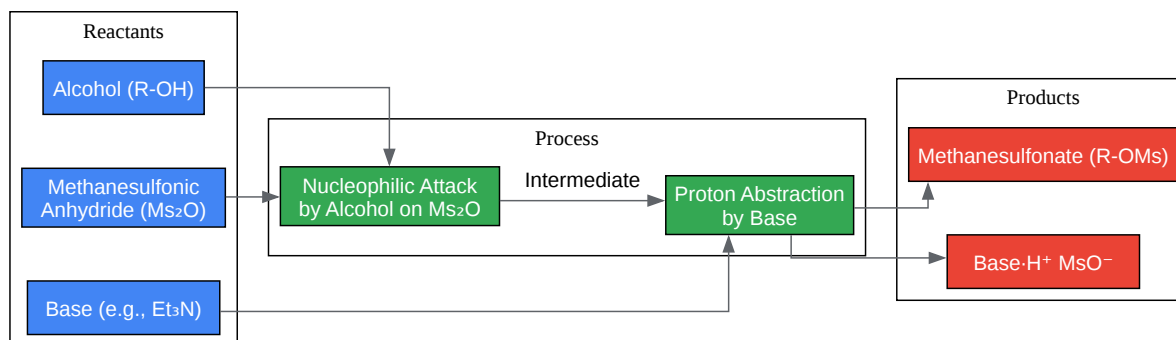 Reactants
Alcohol (R-OH)
Methanesulfonic
Anhydride (Ms₂O)
Base (e.g., Et₃N)
Process
Nucleophilic Attack
by Alcohol on Ms₂O
Intermediate
Proton Abstraction
by Base
Products
Methanesulfonate (R-OMs)
Base·H⁺ MsO⁻